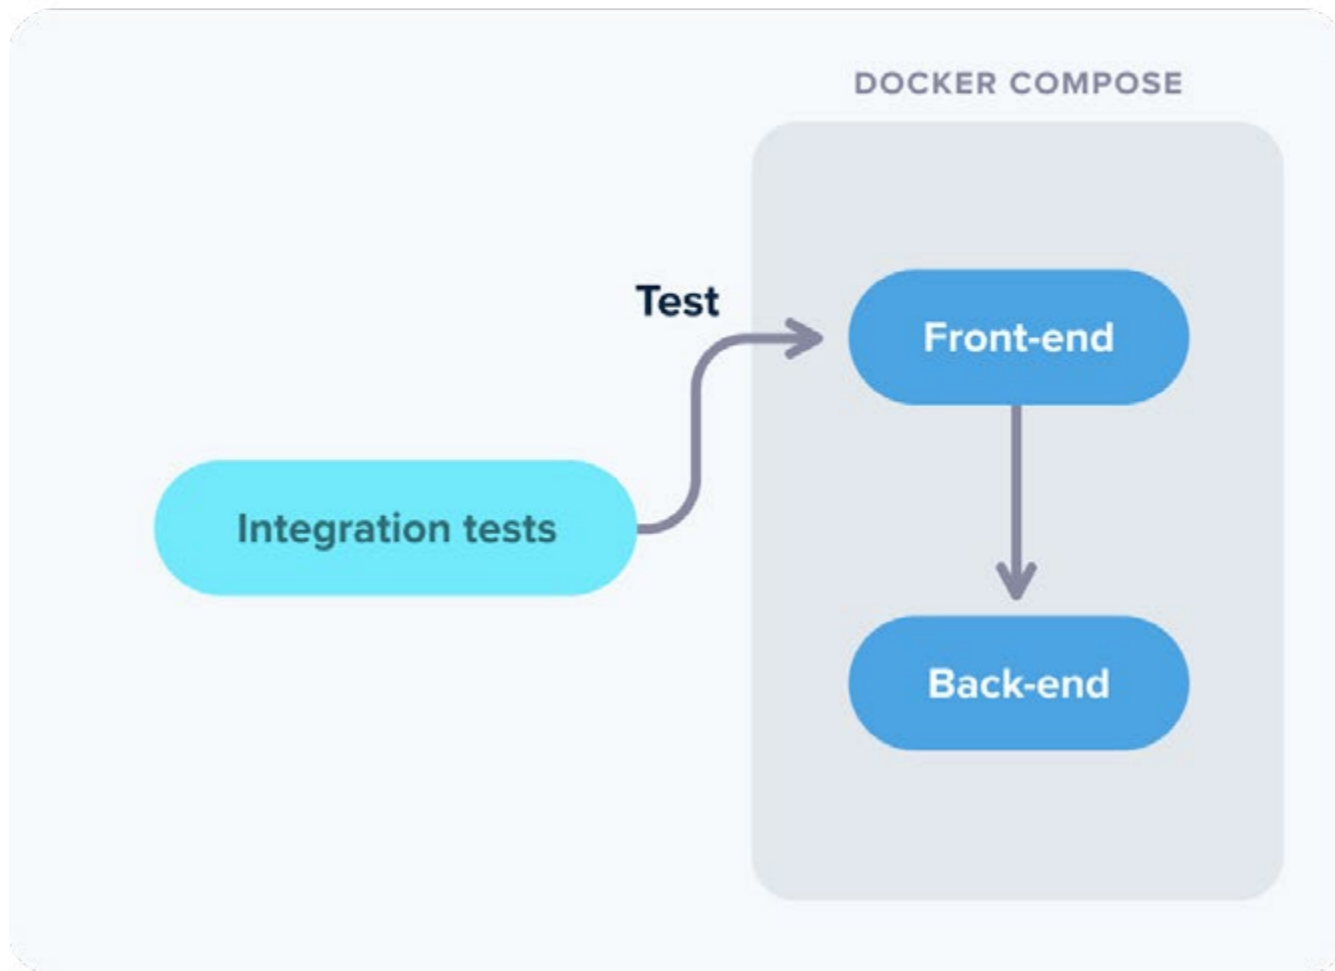 DOCKER COMPOSE
Test
Front-end
Integration tests
Back-end